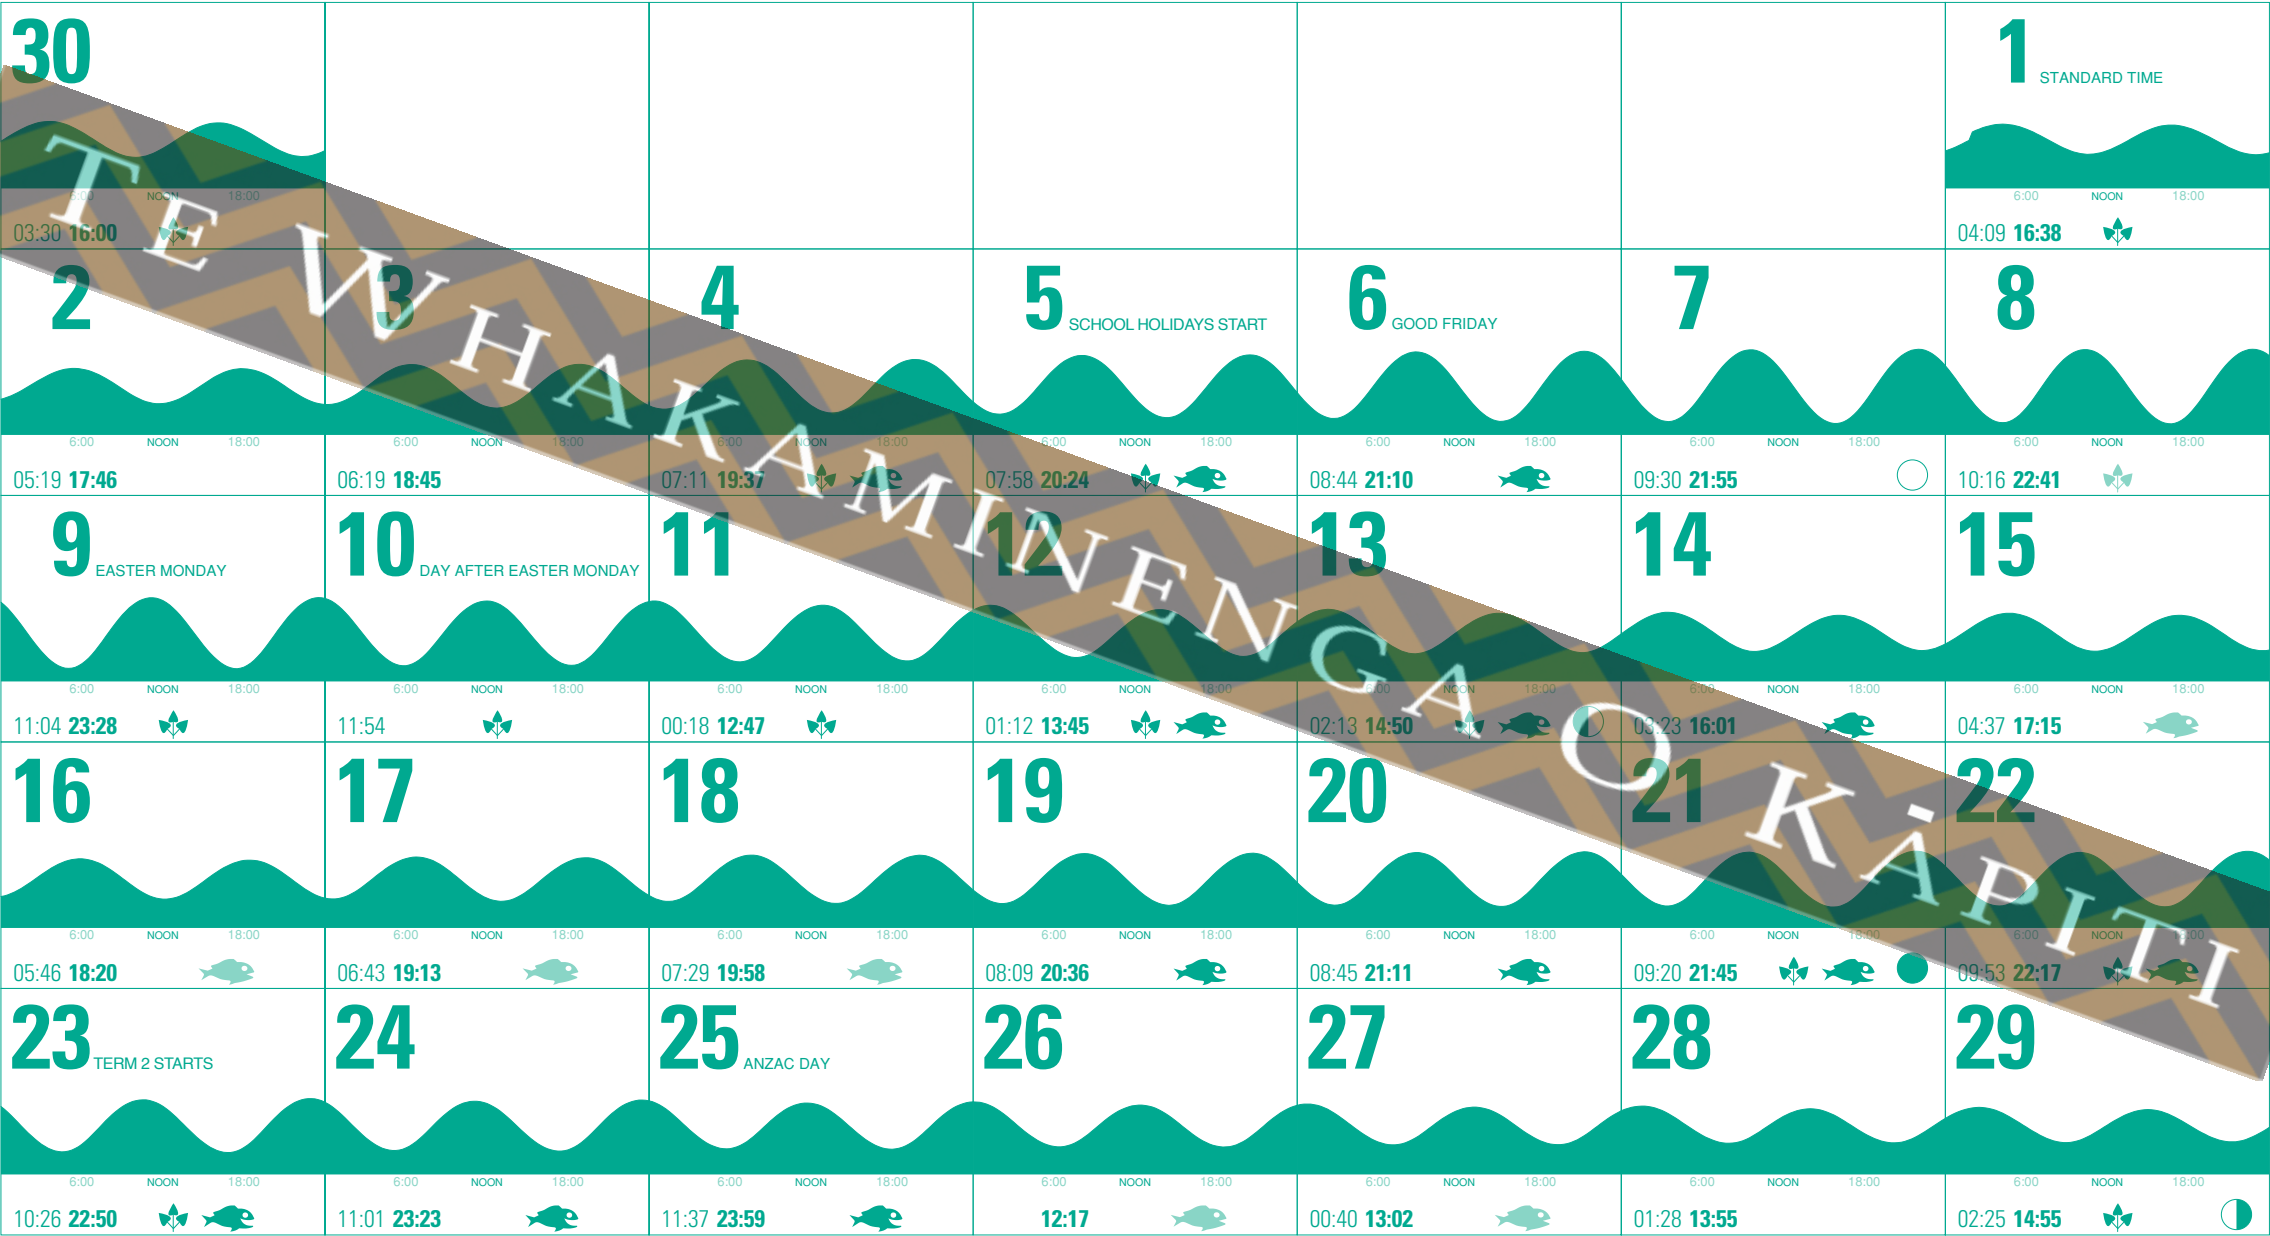 30
1 STANDARD TIME
6:00 NOON 18:00
6:00 NOON 18:00
03:30 16:00
04:09 16:38
2
3
4
5 SCHOOL HOLIDAYS START
6 GOOD FRIDAY
7
8
6:00 NOON 18:00
6:00 NOON 18:00
6:00 NOON 18:00
6:00 NOON 18:00
6:00 NOON 18:00
6:00 NOON 18:00
6:00 NOON 18:00
05:19 17:46
06:19 18:45
07:11 19:37
07:58 20:24
08:44 21:10
09:30 21:55
10:16 22:41
9 EASTER MONDAY
10 DAY AFTER EASTER MONDAY
11
12
13
14
15
6:00 NOON 18:00
6:00 NOON 18:00
6:00 NOON 18:00
6:00 NOON 18:00
6:00 NOON 18:00
6:00 NOON 18:00
6:00 NOON 18:00
11:04 23:28
11:54
00:18 12:47
01:12 13:45
02:13 14:50
03:23 16:01
04:37 17:15
16
17
18
19
20
21
22
6:00 NOON 18:00
6:00 NOON 18:00
6:00 NOON 18:00
6:00 NOON 18:00
6:00 NOON 18:00
6:00 NOON 18:00
6:00 NOON 18:00
05:46 18:20
06:43 19:13
07:29 19:58
08:09 20:36
08:45 21:11
09:20 21:45
09:53 22:17
23 TERM 2 STARTS
24
25 ANZAC DAY
26
27
28
29
6:00 NOON 18:00
6:00 NOON 18:00
6:00 NOON 18:00
6:00 NOON 18:00
6:00 NOON 18:00
6:00 NOON 18:00
6:00 NOON 18:00
10:26 22:50
11:01 23:23
11:37 23:59
12:17
00:40 13:02
01:28 13:55
02:25 14:55
TE WHAKAMINENGA O KĀPITI